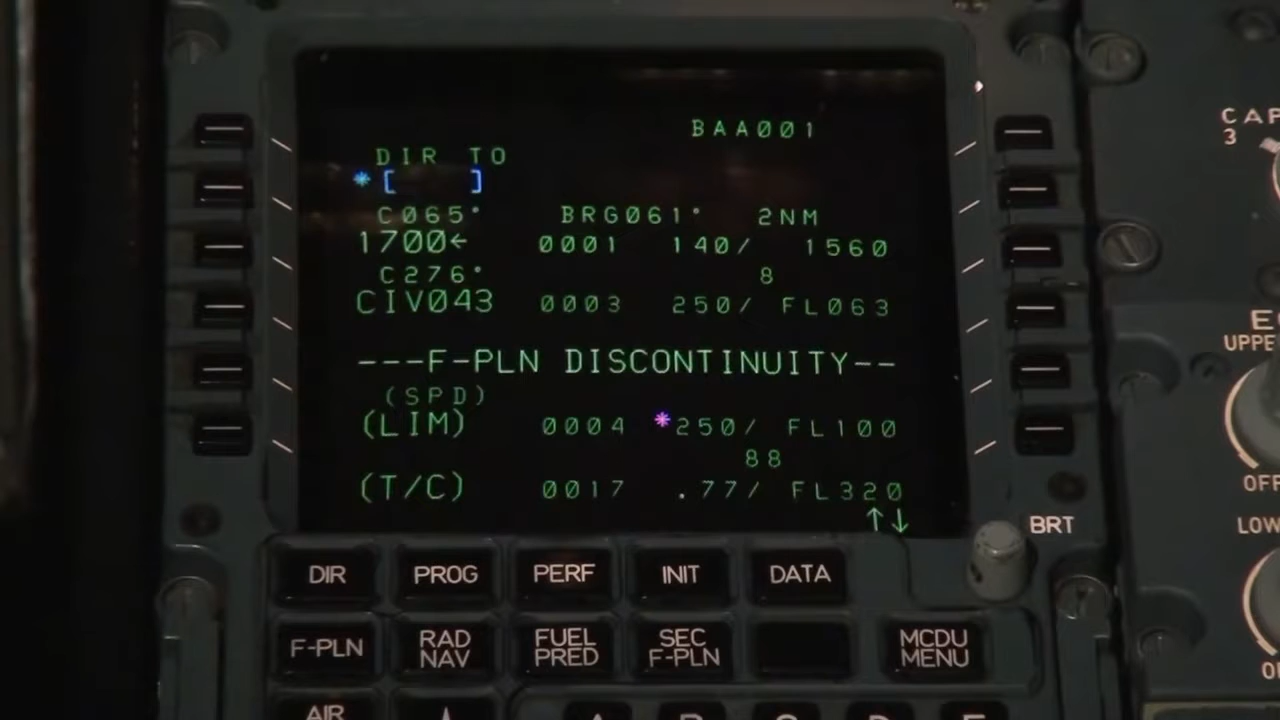 BAA001
DIR TO
*[ ]
C065° BRG061° 2NM
1700← 0001 140/ 1560
C276° 8
CIV043 0003 250/ FL063
---F-PLN DISCONTINUITY--
(SPD)
(LIM) 0004 *250/ FL100
88
(T/C) 0017 .77/ FL320
↑↓
BRT
DIR PROG PERF INIT DATA
F-PLN RAD NAV FUEL PRED SEC F-PLN MCDU MENU
AIR
3
OFF